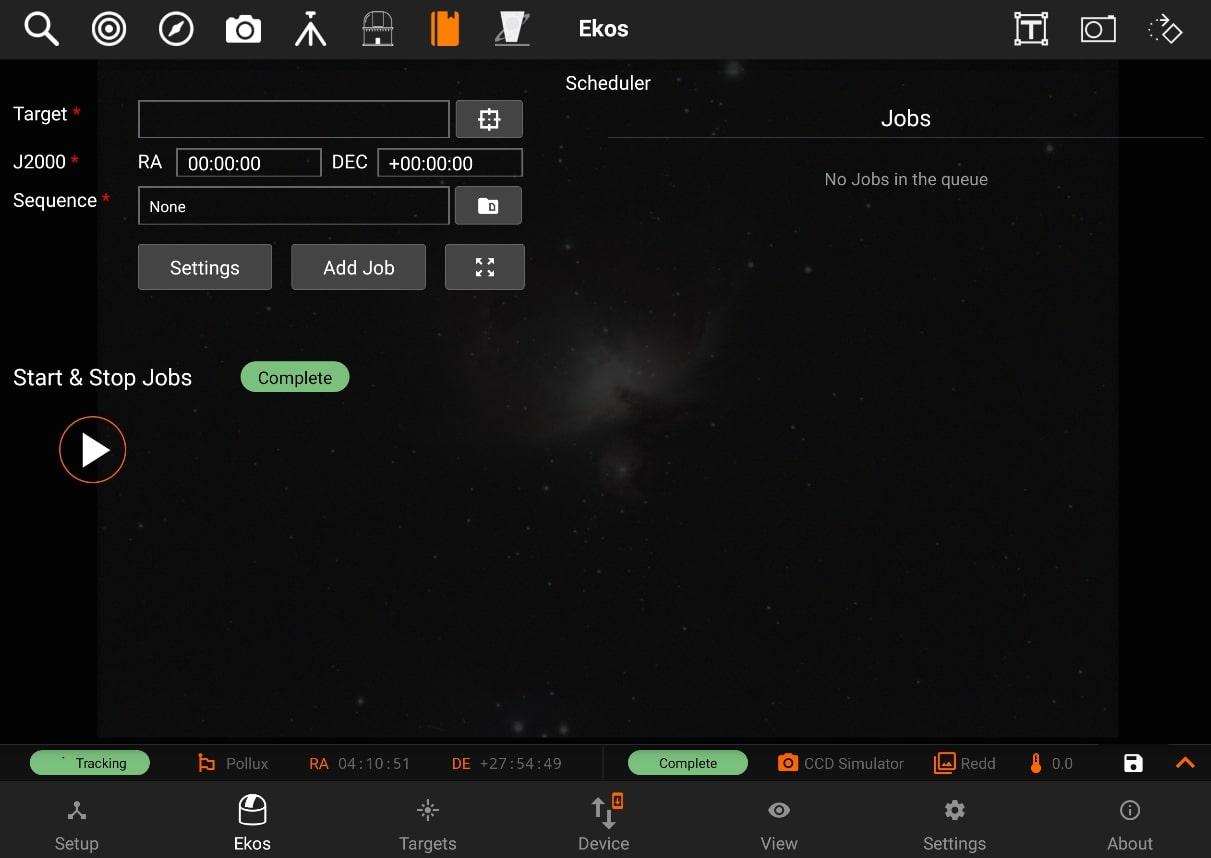 Ekos
Scheduler
Target *
J2000 * RA 00:00:00 DEC +00:00:00
Sequence * None
Settings Add Job
Jobs
No Jobs in the queue
Start & Stop Jobs Complete
Tracking Pollux RA 04:10:51 DE +27:54:49 Complete CCD Simulator Redd 0.0
Setup Ekos Targets Device View Settings About